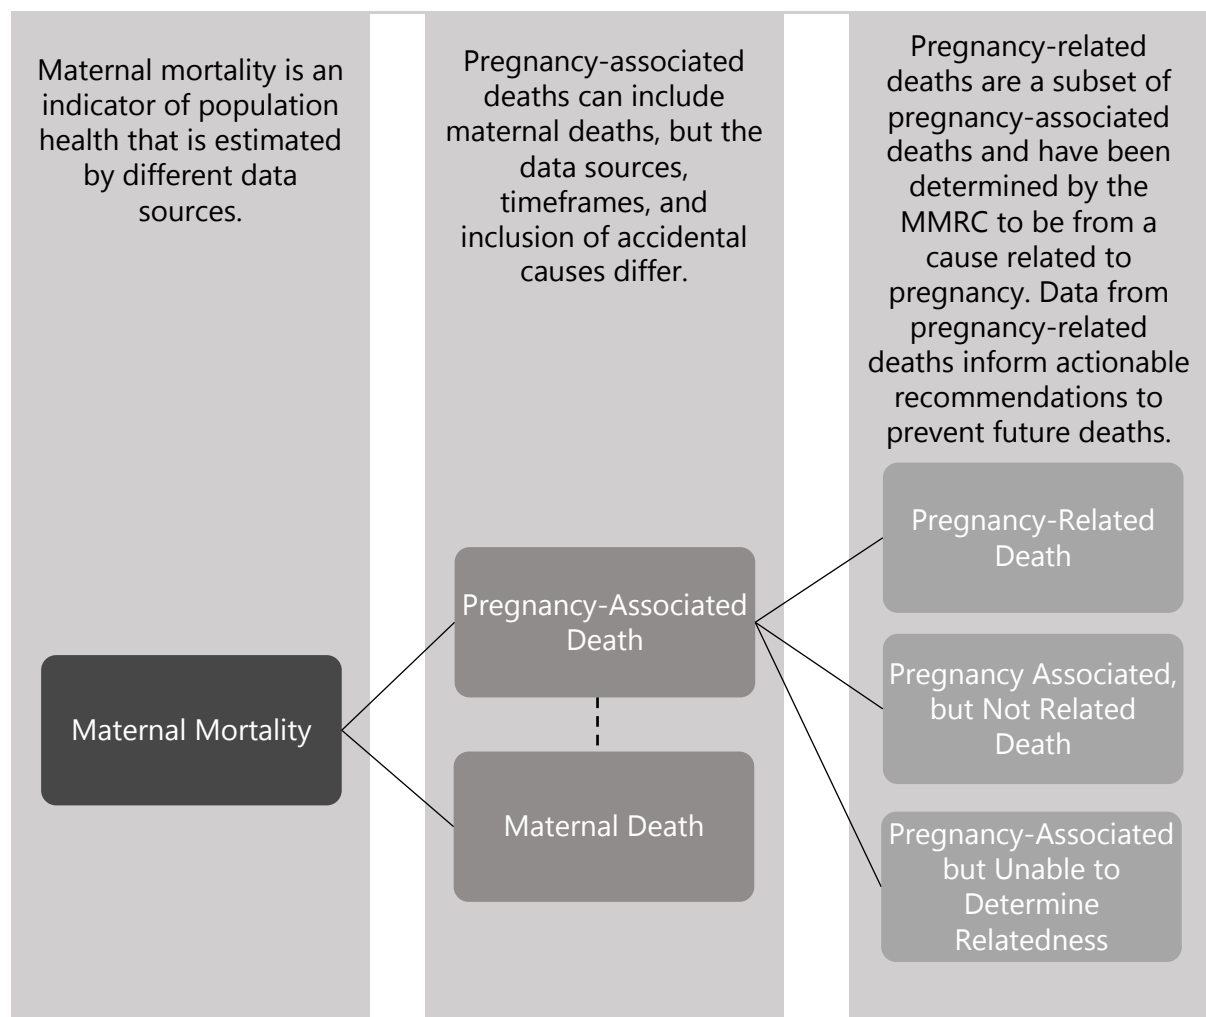 Maternal mortality is an
indicator of population
health that is estimated
by different data
sources.
Pregnancy-associated
deaths can include
maternal deaths, but the
data sources,
timeframes, and
inclusion of accidental
causes differ.
Pregnancy-related
deaths are a subset of
pregnancy-associated
deaths and have been
determined by the
MMRC to be from a
cause related to
pregnancy. Data from
pregnancy-related
deaths inform actionable
recommendations to
prevent future deaths.
Maternal Mortality
Pregnancy-Associated
Death
Maternal Death
Pregnancy-Related
Death
Pregnancy Associated,
but Not Related
Death
Pregnancy-Associated
but Unable to
Determine
Relatedness